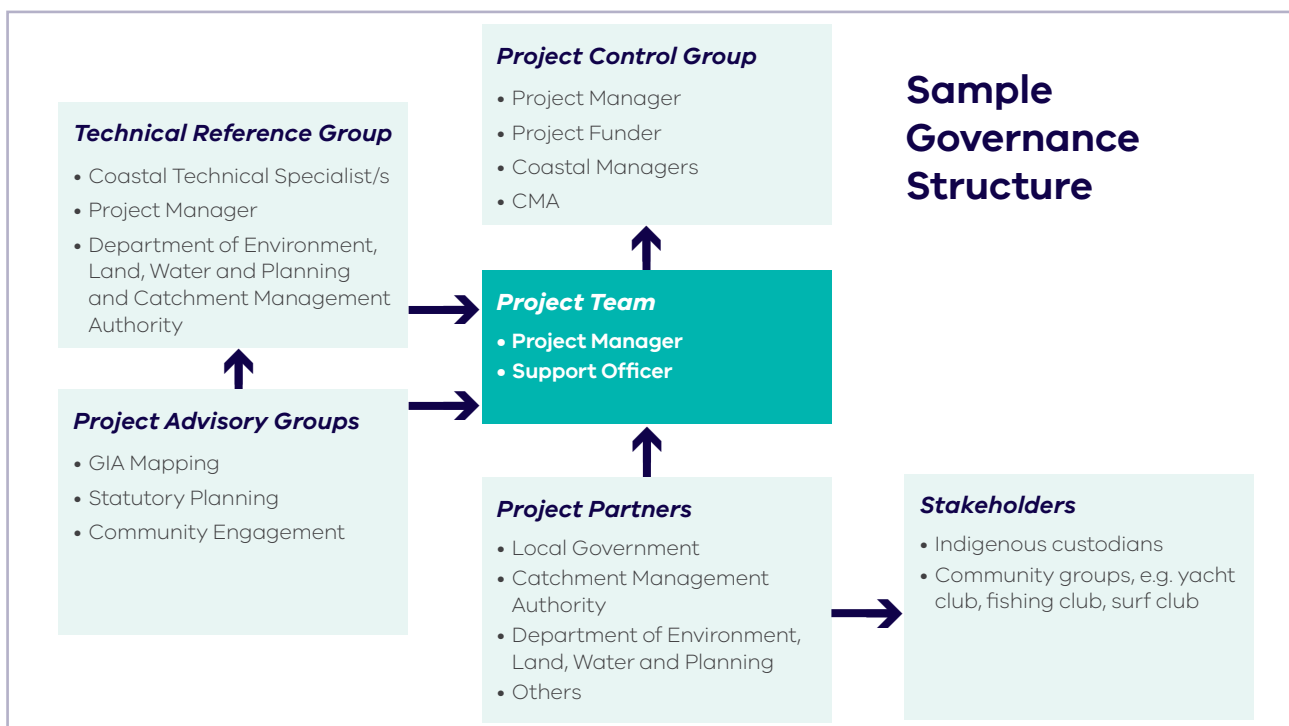 Sample
Governance
Structure
Project Control Group
• Project Manager
• Project Funder
• Coastal Managers
• CMA
Technical Reference Group
• Coastal Technical Specialist/s
• Project Manager
• Department of Environment,
Land, Water and Planning
and Catchment Management
Authority
Project Team
• Project Manager
• Support Officer
Project Advisory Groups
• GIA Mapping
• Statutory Planning
• Community Engagement
Project Partners
• Local Government
• Catchment Management
Authority
• Department of Environment,
Land, Water and Planning
• Others
Stakeholders
• Indigenous custodians
• Community groups, e.g. yacht
club, fishing club, surf club